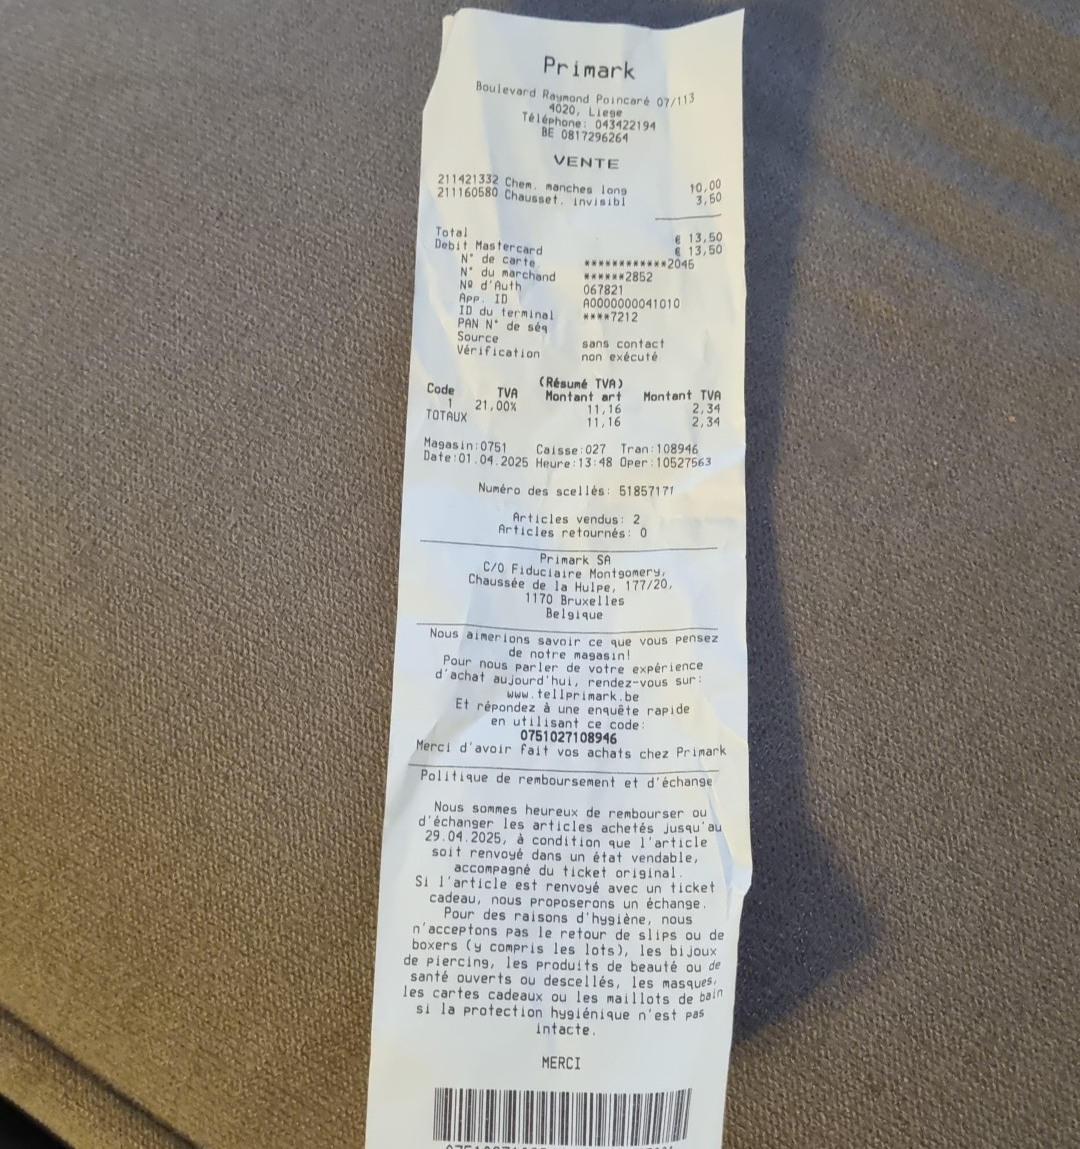 Primark
Boulevard Raymond Poincaré 07/113
4020, Liege
Téléphone: 043422194
BE 0817296264
VENTE
211421332 Chem. manches long 10,00
211160580 Chausset. invisibl 3,50
Total € 13,50
Debit Mastercard € 13,50
N° de carte ************2045
N° du marchand ******2852
Nº d'Auth 067821
App. ID A0000000041010
ID du terminal ****7212
PAN N° de séq
Source sans contact
Vérification non exécuté
(Résumé TVA)
Code TVA Montant art Montant TVA
1 21,00% 11,16 2,34
TOTAUX 11,16 2,34
Magasin:0751 Caisse:027 Tran:108946
Date:01.04.2025 Heure:13:48 Oper:10527563
Numéro des scellés: 51857171
Articles vendus: 2
Articles retournés: 0
Primark SA
C/O Fiduciaire Montgomery,
Chaussée de la Hulpe, 177/20,
1170 Bruxelles
Belgique
Nous aimerions savoir ce que vous pensez
de notre magasin!
Pour nous parler de votre expérience
d'achat aujourd'hui, rendez-vous sur:
www.tellprimark.be
Et répondez à une enquête rapide
en utilisant ce code:
0751027108946
Merci d'avoir fait vos achats chez Primark
Politique de remboursement et d'échange
Nous sommes heureux de rembourser ou
d'échanger les articles achetés jusqu'au
29.04.2025, à condition que l'article
soit renvoyé dans un état vendable,
accompagné du ticket original.
Si l'article est renvoyé avec un ticket
cadeau, nous proposerons un échange.
Pour des raisons d'hygiène, nous
n'acceptons pas le retour de slips ou de
boxers (y compris les lots), les bijoux
de piercing, les produits de beauté ou de
santé ouverts ou descellés, les masques,
les cartes cadeaux ou les maillots de bain
si la protection hygiénique n'est pas
intacte.
MERCI